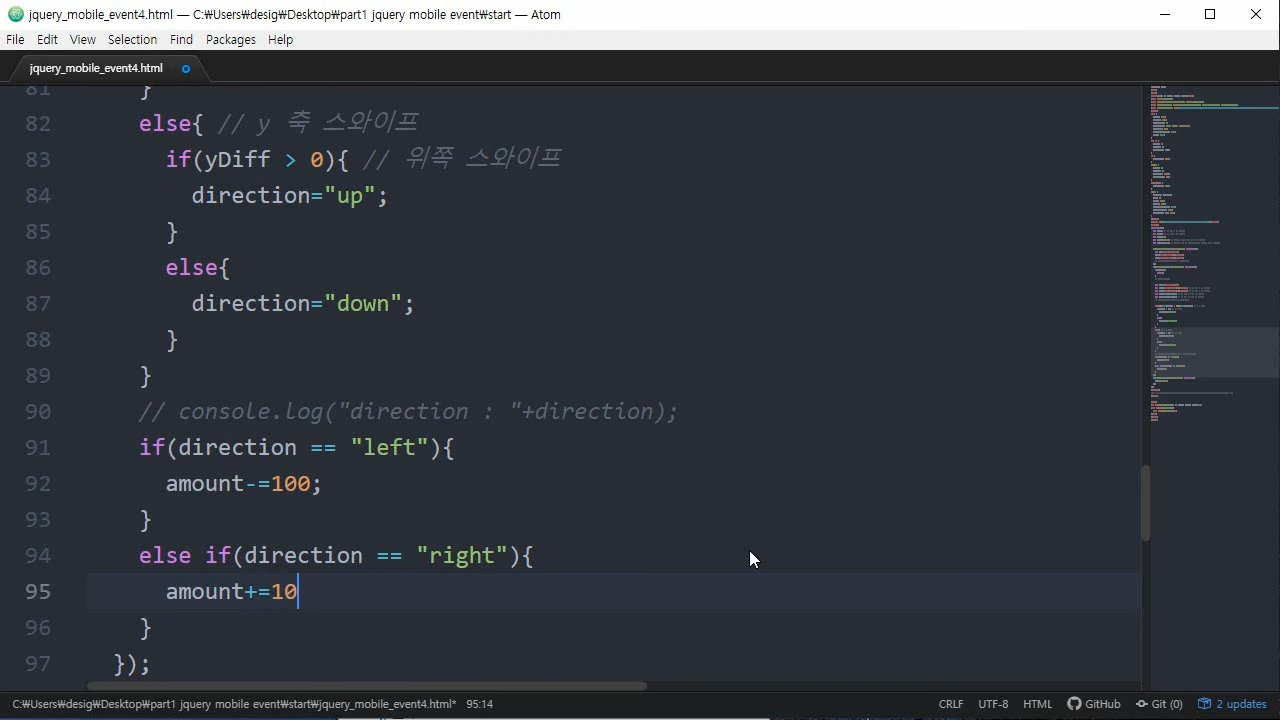 jquery_mobile_event4.html — C:₩Users₩desig₩Desktop₩part1 jquery mobile event₩start — Atom
File Edit View Selection Find Packages Help
jquery_mobile_event4.html
81 }
82 else{ // y 축 스와이프
83 if(yDiff > 0){ // 위쪽 스와이프
84 direction="up";
85 }
86 else{
87 direction="down";
88 }
89 }
90 // console.log("direction : "+direction);
91 if(direction == "left"){
92 amount-=100;
93 }
94 else if(direction == "right"){
95 amount+=10
96 }
97 });
C:₩Users₩desig₩Desktop₩part1 jquery mobile event₩start₩jquery_mobile_event4.html* 95:14 CRLF UTF-8 HTML GitHub Git (0) 2 updates